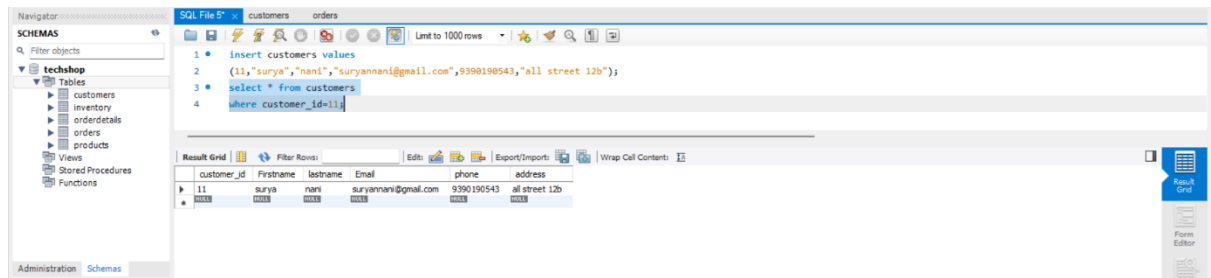 Navigator
SQL File 5* × customers orders
SCHEMAS
Filter objects
techshop
Tables
customers
inventory
orderdetails
orders
products
Views
Stored Procedures
Functions
Administration Schemas
Limit to 1000 rows
1 insert customers values
2 (11,"surya","nani","suryannani@gmail.com",9390190543,"all street 12b");
3 select * from customers
4 where customer_id=11;
Result Grid Filter Rows: Edit: Export/Import: Wrap Cell Content: IA
customer_id Firstname lastname Email phone address
11 surya nani suryannani@gmail.com 9390190543 all street 12b
NULL NULL NULL NULL NULL NULL
Result
Grid
Form
Editor